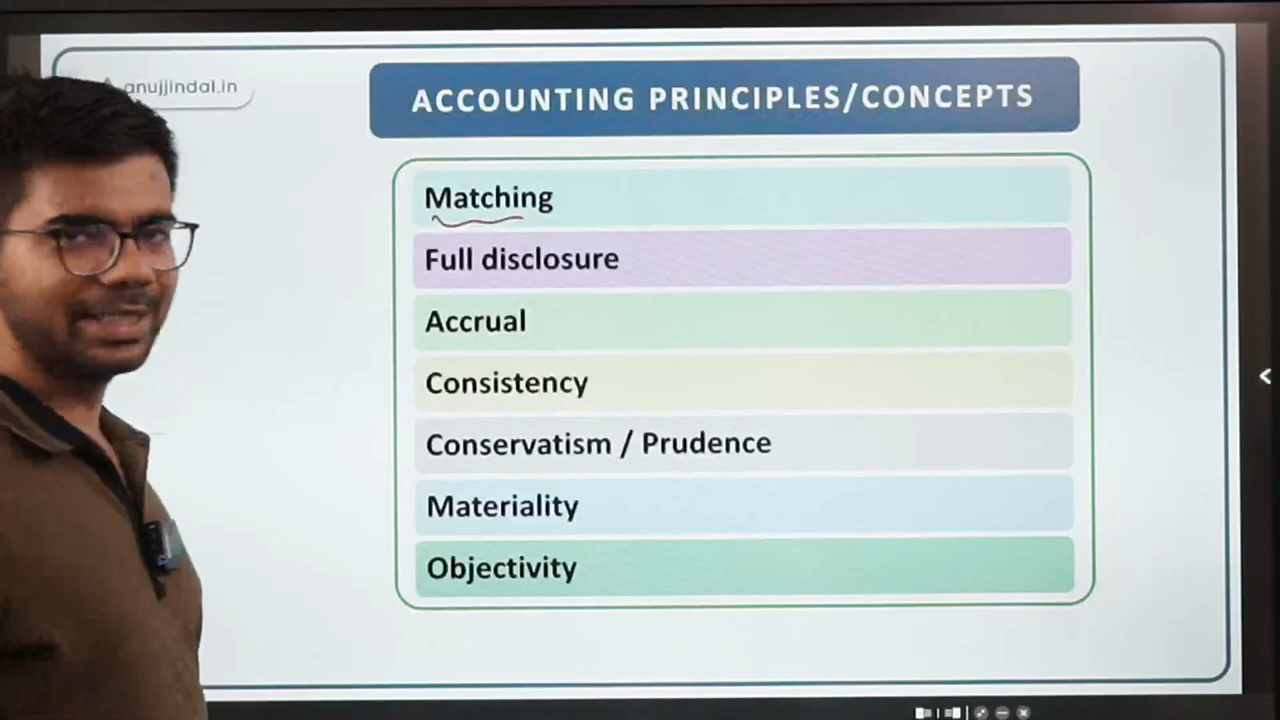 anujjindal.in
ACCOUNTING PRINCIPLES/CONCEPTS
Matching
Full disclosure
Accrual
Consistency
Conservatism / Prudence
Materiality
Objectivity